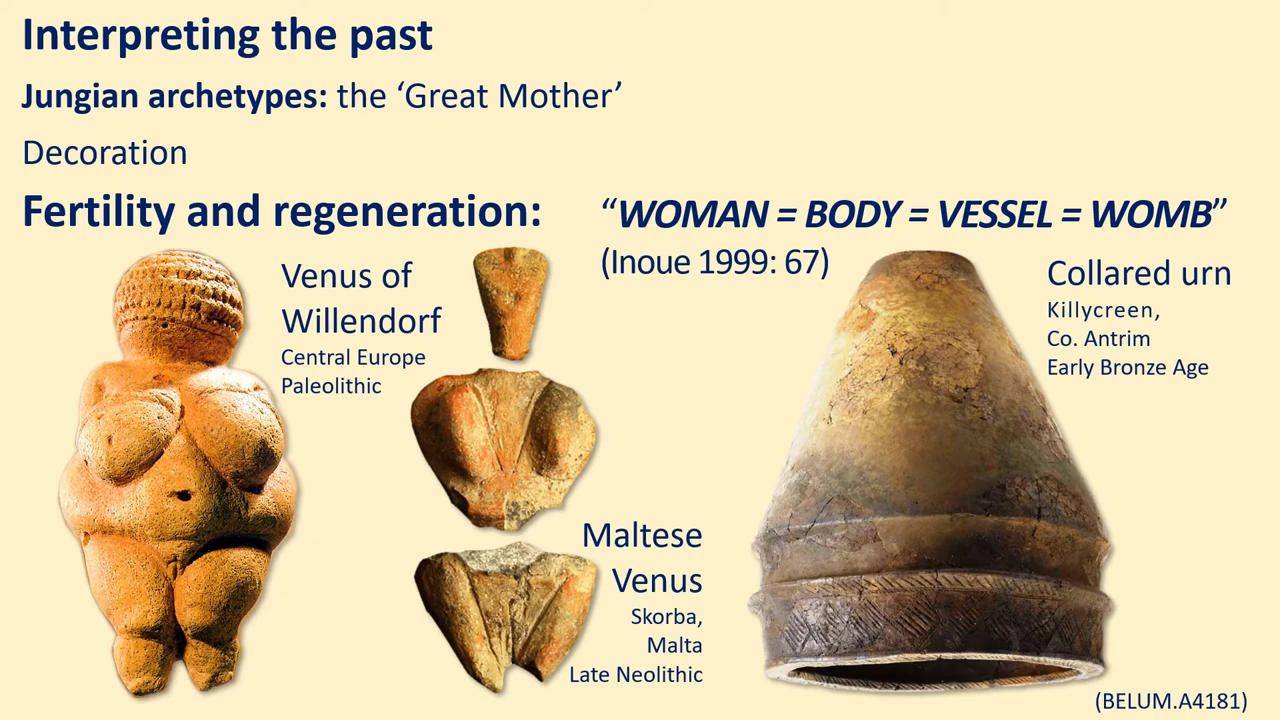 Interpreting the past
Jungian archetypes: the ‘Great Mother’
Decoration
Fertility and regeneration:
“WOMAN = BODY = VESSEL = WOMB”
(Inoue 1999: 67)
Venus of
Willendorf
Central Europe
Paleolithic
Maltese
Venus
Skorba,
Malta
Late Neolithic
Collared urn
Killycreen,
Co. Antrim
Early Bronze Age
(BELUM.A4181)